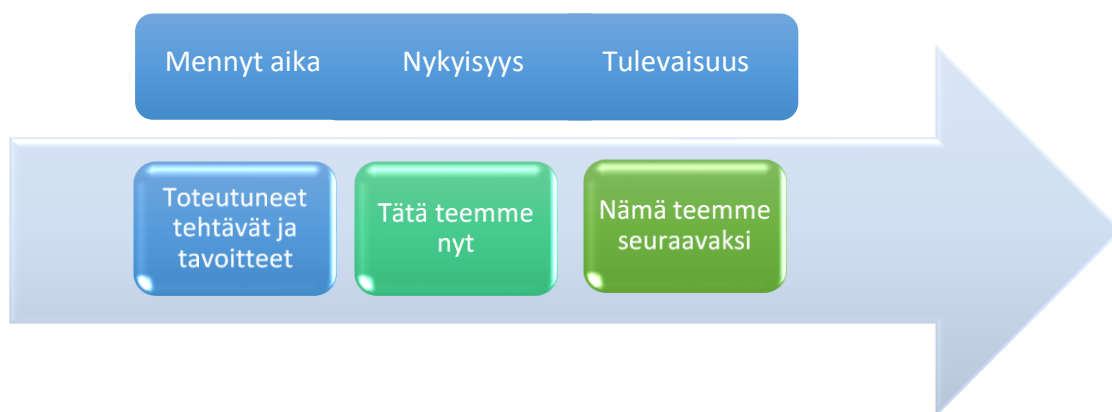 Mennyt aika
Nykyisyys
Tulevaisuus
Toteutuneet
tehtävät ja
tavoitteet
Tätä teemme
nyt
Nämä teemme
seuraavaksi